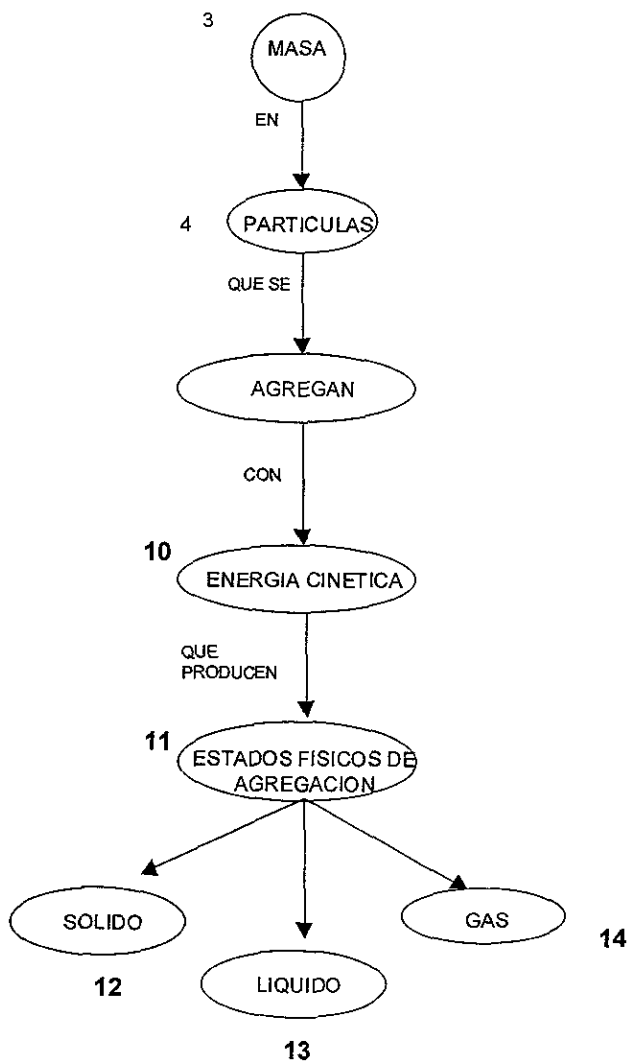 3
MASA
EN
4
PARTICULAS
QUE SE
AGREGAN
CON
10
ENERGIA CINETICA
QUE
PRODUCEN
11
ESTADOS FISICOS DE
AGREGACION
SOLIDO
GAS
14
12
LIQUIDO
13